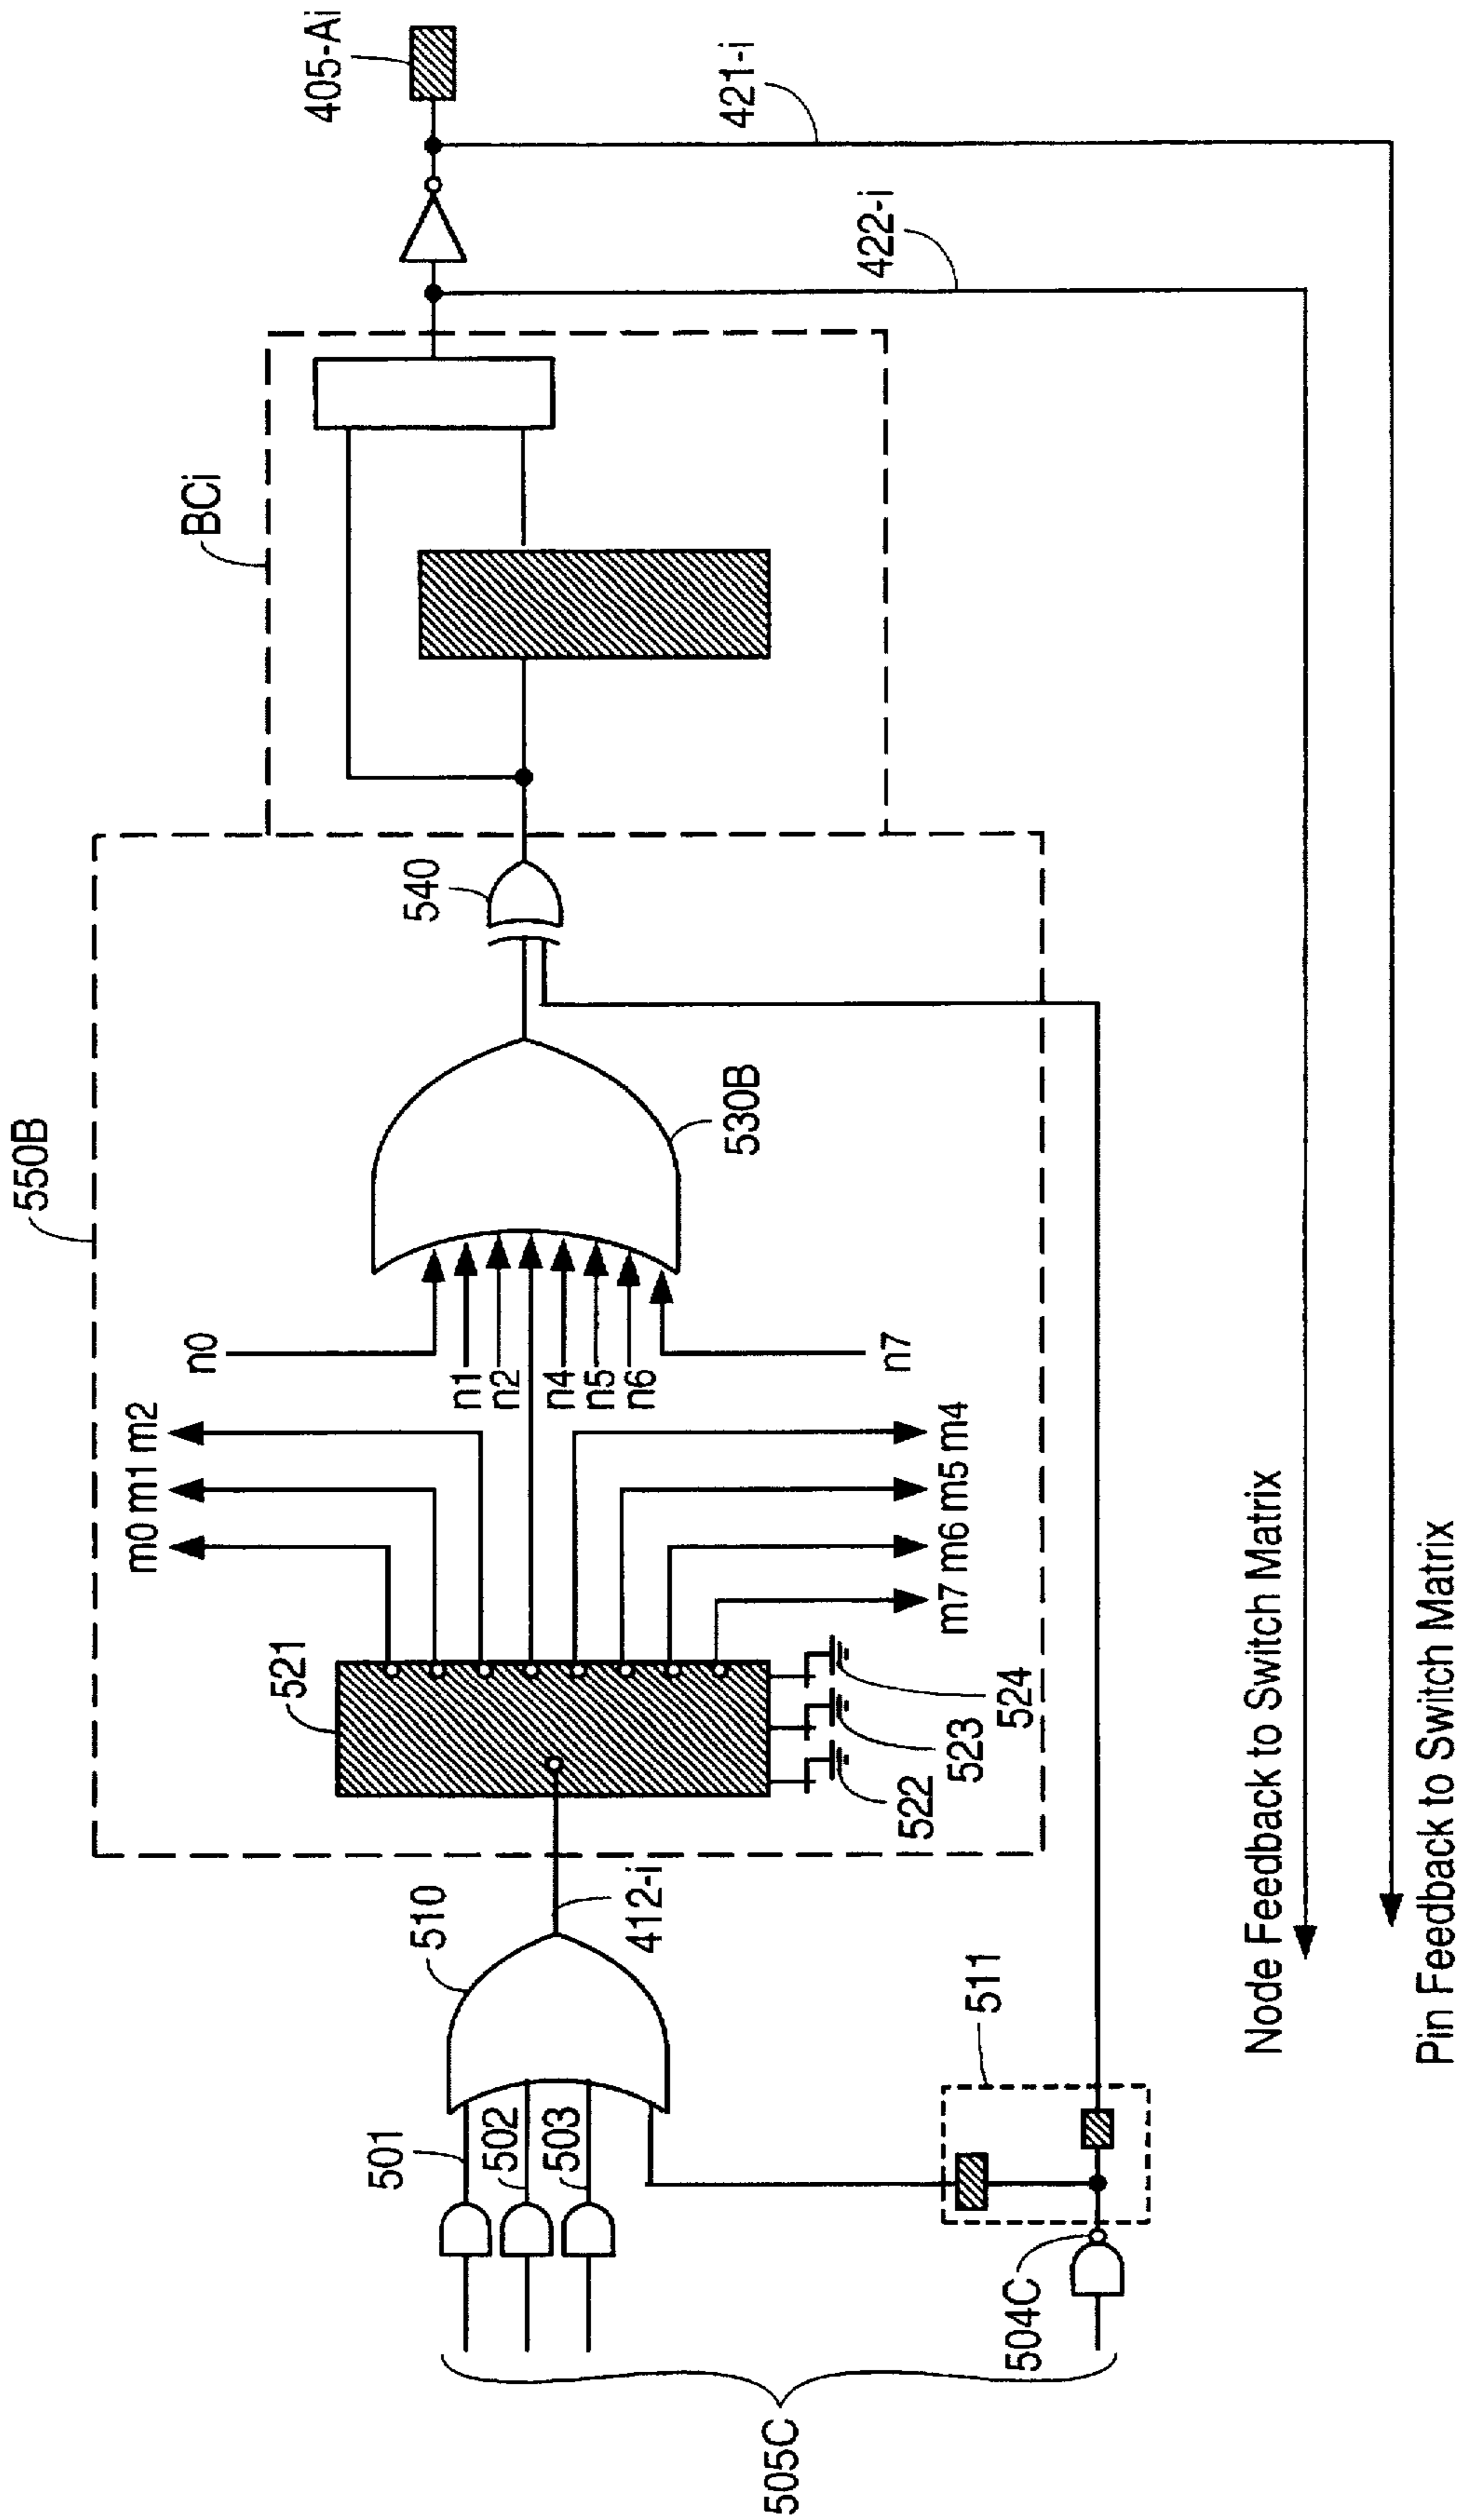 505C
501
502
503
504C
510
511
412-i
550B
521
522
523
524
m0 m1 m2
m7 m6 m5 m4
n0
n1
n2
n4
n5
n6
n7
530B
540
BCi
405-Ai
422-i
421-i
Node Feedback to Switch Matrix
Pin Feedback to Switch Matrix